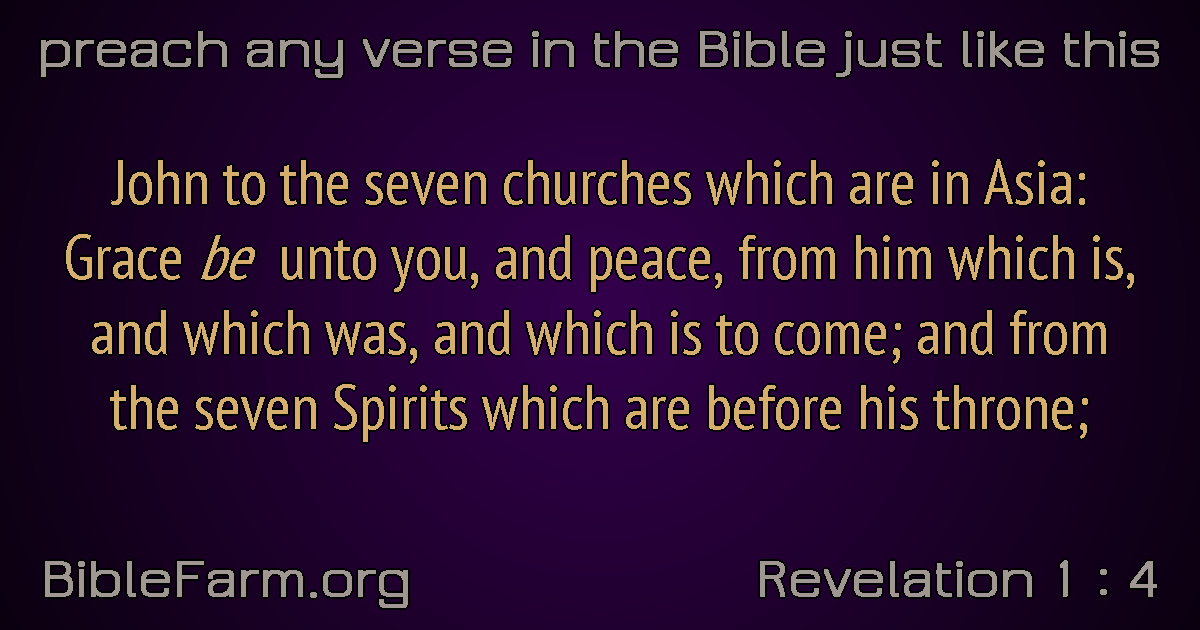 preach any verse in the Bible just like this
John to the seven churches which are in Asia:
Grace be unto you, and peace, from him which is,
and which was, and which is to come; and from
the seven Spirits which are before his throne;
BibleFarm.org
Revelation 1 : 4